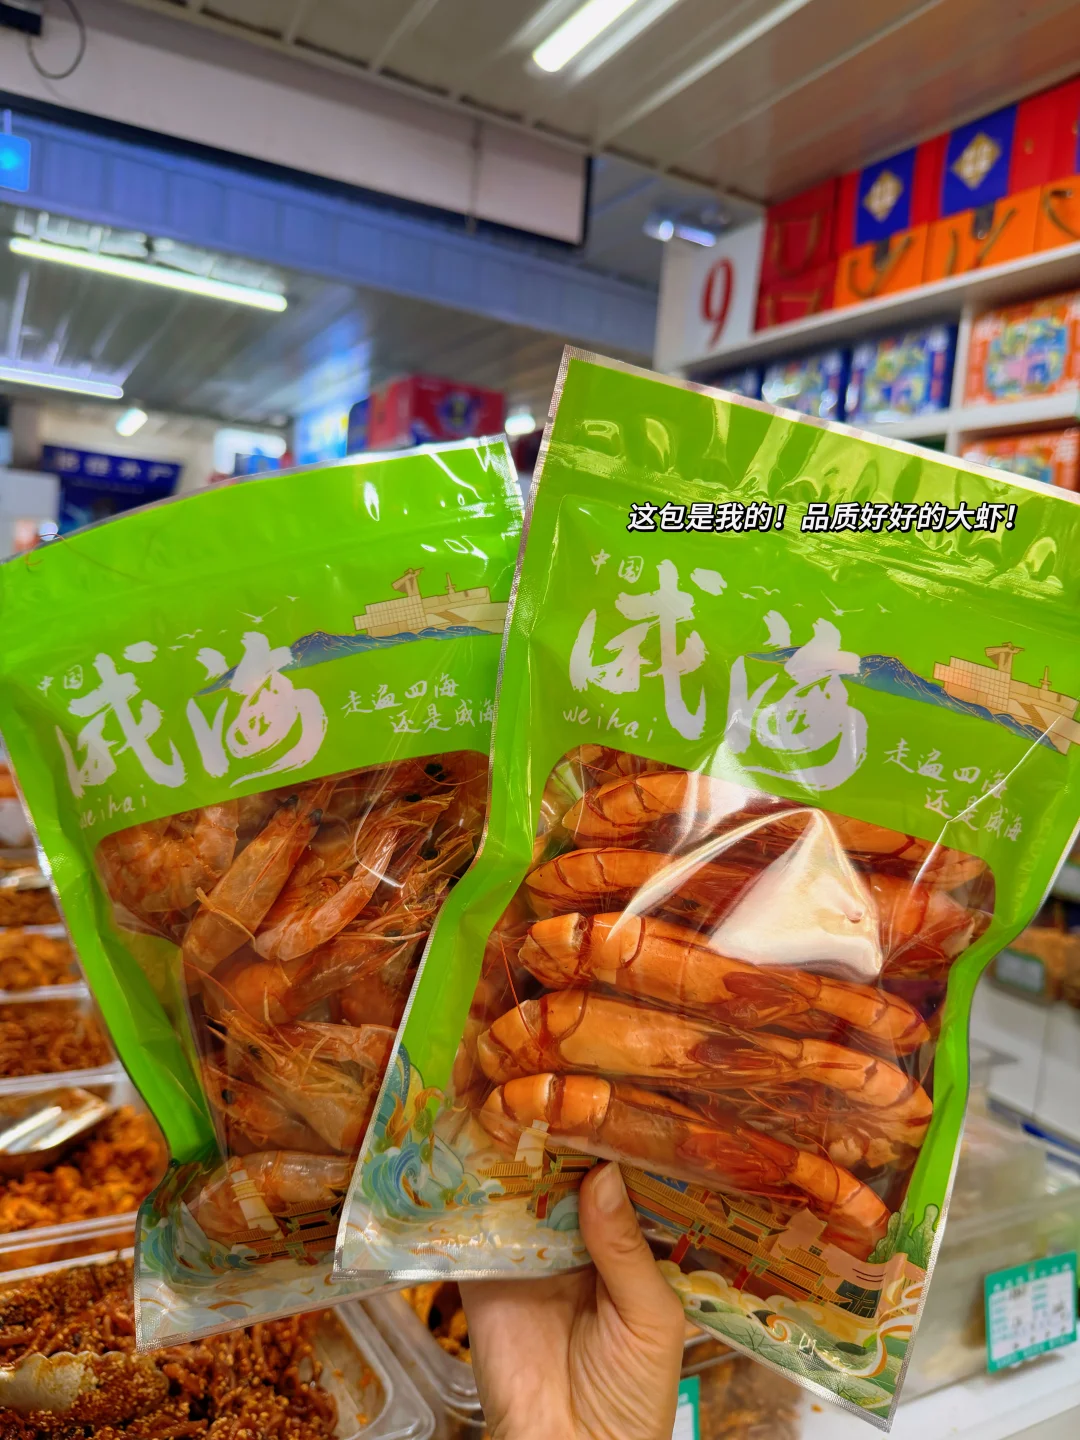 9
这包是我的！品质好好的大虾！
中国
威海
weihai
走遍四海
还是威海
中国
威海
weihai
走遍四海
还是威海